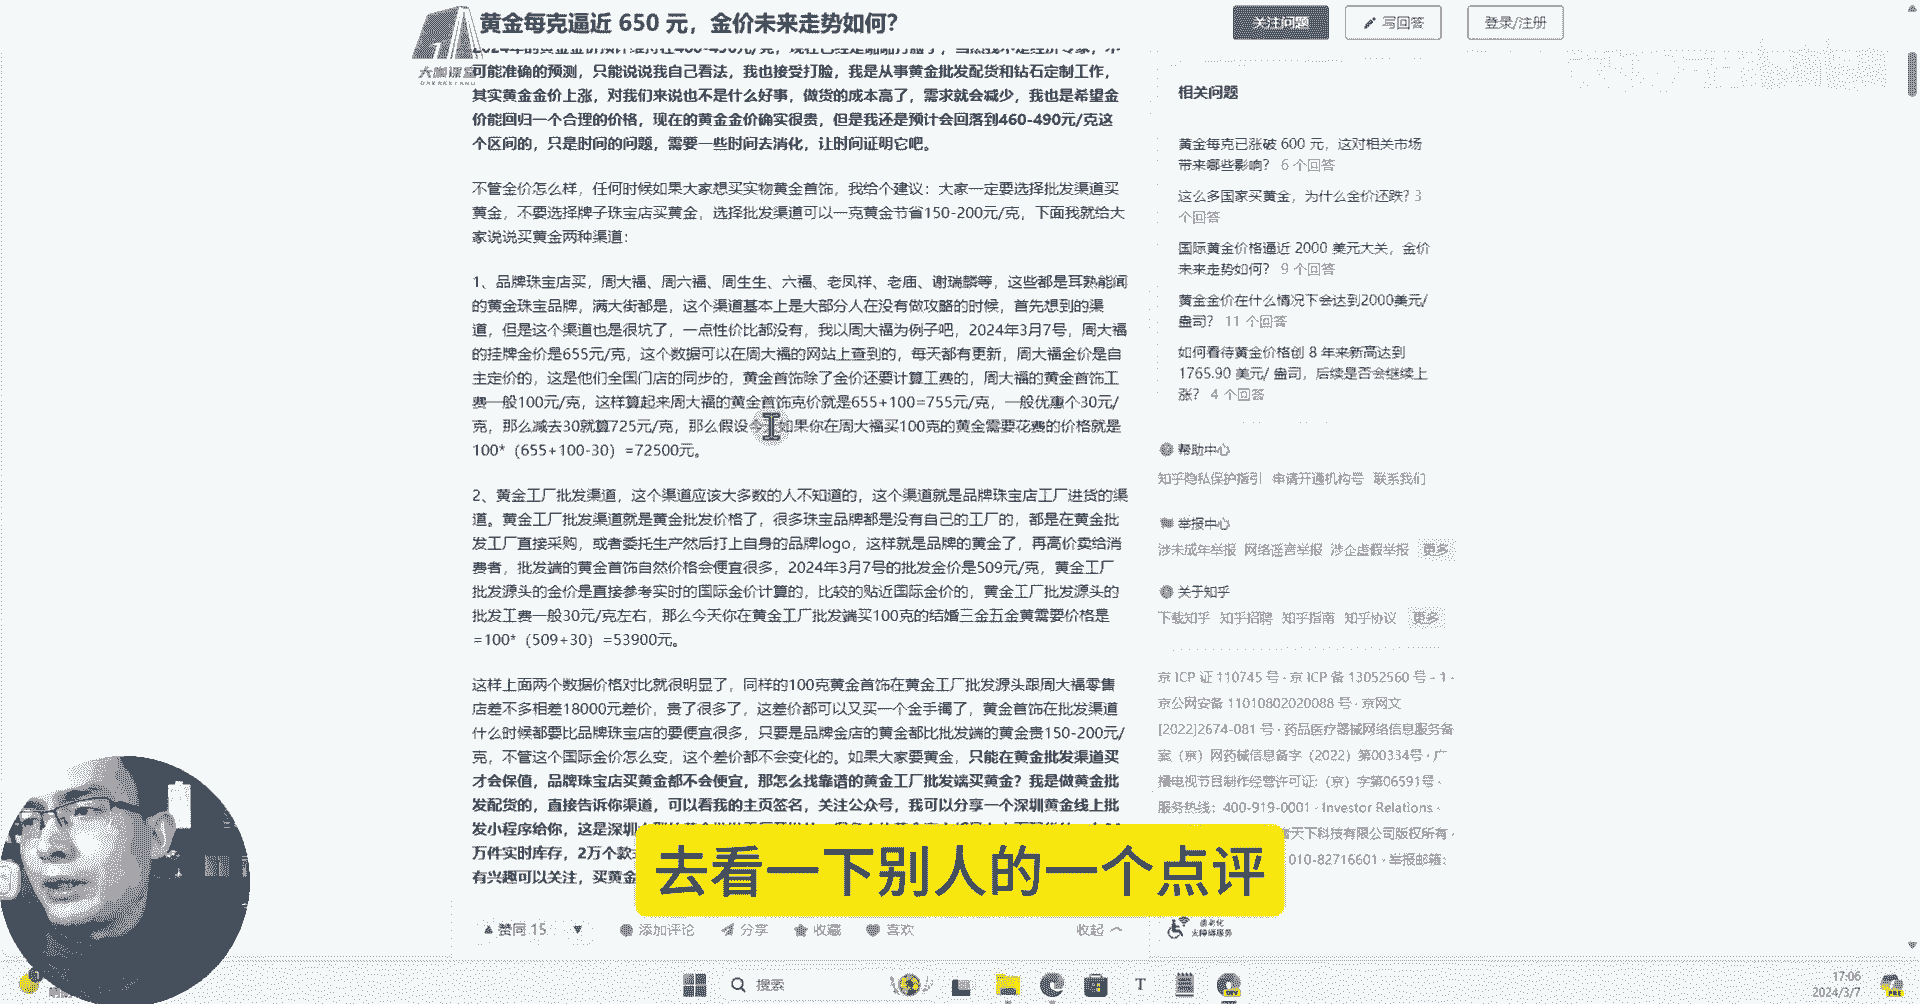 黄金每克逼近 650 元，金价未来走势如何？
关注问题
写回答
登录/注册
大咖课堂
可能准确的预测，只能说说我自己看法，我也接受打脸，我是从事黄金批发配货和钻石定制工作，
其实黄金金价上涨，对我们来说也不是什么好事，做货的成本高了，需求就会减少，我也是希望金
价能回归一个合理的价格，现在的黄金金价确实很贵，但是我还是预计会回落到460-490元/克这
个区间的，只是时间的问题，需要一些时间去消化，让时间证明它吧。
不管金价怎么样，任何时候如果大家想买实物黄金首饰，我给个建议：大家一定要选择批发渠道买
黄金，不要选择牌子珠宝店买黄金，选择批发渠道可以一克黄金节省150-200元/克，下面我就给大
家说说买黄金两种渠道：
1、品牌珠宝店买，周大福、周六福、周生生、六福、老凤祥、老庙、谢瑞麟等，这些都是耳熟能闻
的黄金珠宝品牌，满大街都是，这个渠道基本上是大部分人在没有做攻略的时候，首先想到的渠
道，但是这个渠道也是很坑了，一点性价比都没有，我以周大福为例子吧，2024年3月7号，周大福
的挂牌金价是655元/克，这个数据可以在周大福的网站上查到的，每天都有更新，周大福金价是自
主定价的，这是他们全国门店的同步的，黄金首饰除了金价还要计算工费的，周大福的黄金首饰工
费一般100元/克，这样算起来周大福的黄金首饰克价就是655+100=755元/克，一般优惠个30元/
克，那么减去30就算725元/克，那么假设今 如果你在周大福买100克的黄金需要花费的价格就是
100*（655+100-30）=72500元。
2、黄金工厂批发渠道，这个渠道应该大多数的人不知道的，这个渠道就是品牌珠宝店工厂进货的渠
道。黄金工厂批发渠道就是黄金批发价格了，很多珠宝品牌都是没有自己的工厂的，都是在黄金批
发工厂直接采购，或者委托生产然后打上自身的品牌logo，这样就是品牌的黄金了，再高价卖给消
费者，批发端的黄金首饰自然价格会便宜很多，2024年3月7号的批发金价是509元/克，黄金工厂
批发源头的金价是直接参考实时的国际金价计算的，比较的贴近国际金价的，黄金工厂批发源头的
批发工费一般30元/克左右，那么今天你在黄金工厂批发端买100克的结婚三金五金黄需要价格是
=100*（509+30）=53900元。
这样上面两个数据价格对比就很明显了，同样的100克黄金首饰在黄金工厂批发源头跟周大福零售
店差不多相差18000元差价，贵了很多了，这差价都可以又买一个金手镯了，黄金首饰在批发渠道
什么时候都要比品牌珠宝店的要便宜很多，只要是品牌金店的黄金都比批发端的黄金贵150-200元/
克，不管这个国际金价怎么变，这个差价都不会变化的。如果大家要黄金，只能在黄金批发渠道买
才会保值，品牌珠宝店买黄金都不会便宜，那怎么找靠谱的黄金工厂批发端买黄金？我是做黄金批
发配货的，直接告诉你渠道，可以看我的主页签名，关注公众号，我可以分享一个深圳黄金线上批
发小程序给你，这是深圳
万件实时库存，2万个款
有兴趣可以关注，买黄金
赞同 15
添加评论
分享
收藏
喜欢
收起
相关问题
黄金每克已涨破 600 元，这对相关市场
带来哪些影响？ 6 个回答
这么多国家买黄金，为什么金价还跌？3
个回答
国际黄金价格逼近 2000 美元大关，金价
未来走势如何？ 9 个回答
黄金金价在什么情况下会达到2000美元/
盎司？ 11 个回答
如何看待黄金价格创 8 年来新高达到
1765.90 美元/ 盎司，后续是否会继续上
涨？ 4 个回答
帮助中心
知乎隐私保护指引 申请开通机构号 联系我们
举报中心
涉未成年举报 网络谣言举报 涉企虚假举报 更多
关于知乎
下载知乎 知乎招聘 知乎指南 知乎协议 更多
京 ICP 证 110745 号 · 京 ICP 备 13052560 号 - 1 ·
京公网安备 11010802020088 号 · 京网文
[2022]2674-081 号 · 药品医疗器械网络信息服务备
案（京）网药械信息备字（2022）第00334号 · 广
播电视节目制作经营许可证:（京）字第06591号 ·
服务热线：400-919-0001 · Investor Relations ·
者天下科技有限公司版权所有 ·
010-82716601 · 举报邮箱：
去看一下别人的一个点评
搜索
17:06
2024/3/7